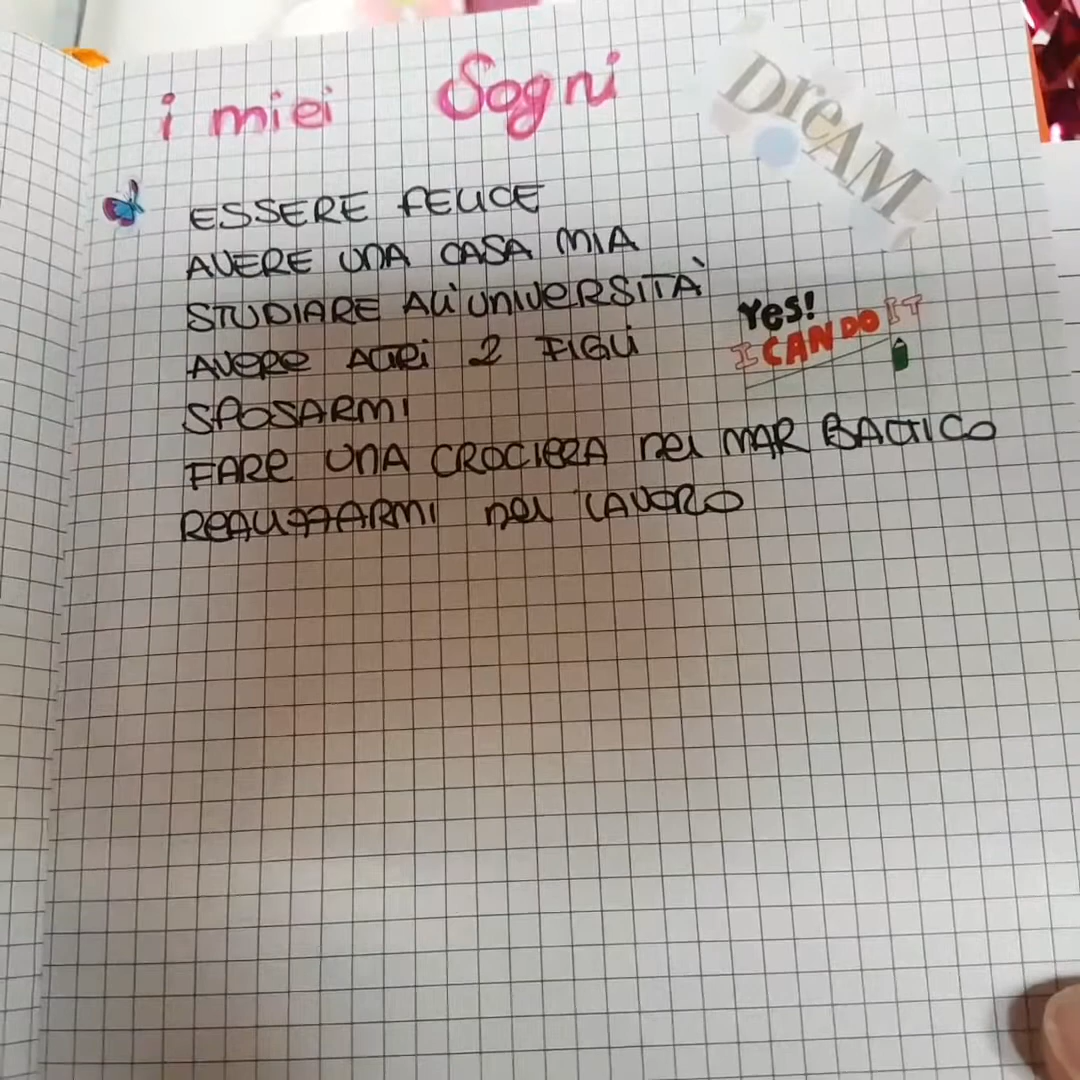 i miei Sogni
DreAM
ESSERE FELICE
AVERE UNA CASA MIA
STUDIARE ALL'UNIVERSITÀ
Yes!
I CAN DO IT
AVERE ALTRI 2 FIGLI
SPOSARMI
FARE UNA CROCIERA NEL MAR BALTICO
REALIZZARMI NEL LAVORO